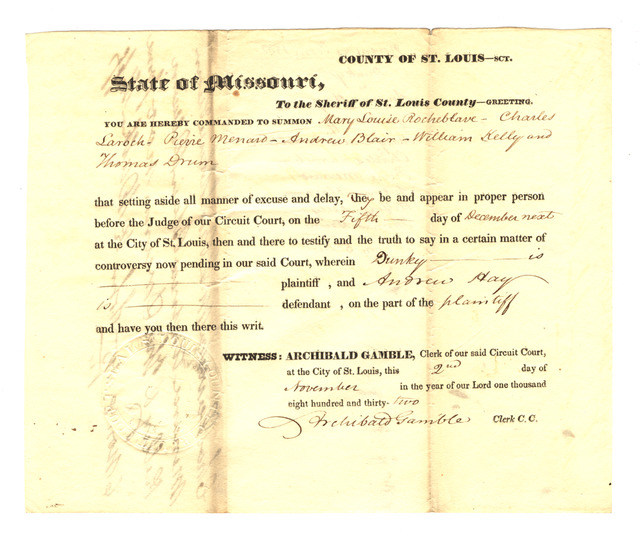 COUNTY OF ST. LOUIS—SCT.
State of Missouri,
To the Sheriff of St. Louis County—GREETING.
YOU ARE HEREBY COMMANDED TO SUMMON Mary Louise Rocheblave - Charles
Laroch - Pierre Menard - Andrew Blair - William Kelly and
Thomas Drum
that setting aside all manner of excuse and delay, They be and appear in proper person
before the Judge of our Circuit Court, on the Fifth day of December next
at the City of St. Louis, then and there to testify and the truth to say in a certain matter of
controversy now pending in our said Court, wherein Dunky is
plaintiff , and Andrew Hay
is defendant , on the part of the plaintiff
and have you then there this writ.
WITNESS: ARCHIBALD GAMBLE, Clerk of our said Circuit Court,
at the City of St. Louis, this 2nd day of
November in the year of our Lord one thousand
eight hundred and thirty-two
Archibald Gamble Clerk C. C.